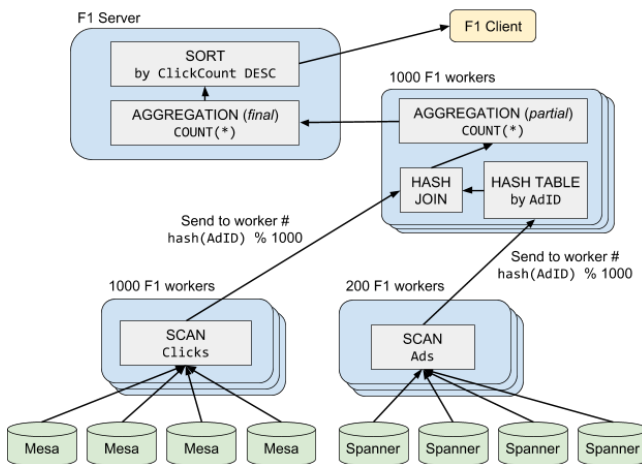 F1 Server
F1 Client
SORT
by ClickCount DESC
1000 F1 workers
AGGREGATION (final)
COUNT(*)
AGGREGATION (partial)
COUNT(*)
HASH
JOIN
HASH TABLE
by AdID
Send to worker #
hash(AdID) % 1000
Send to worker #
hash(AdID) % 1000
1000 F1 workers
200 F1 workers
SCAN
Clicks
SCAN
Ads
Mesa
Mesa
Mesa
Mesa
Spanner
Spanner
Spanner
Spanner